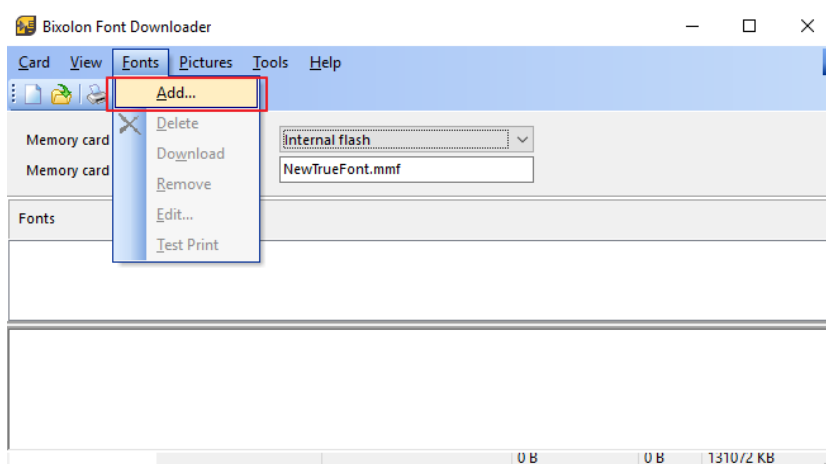 Bixolon Font Downloader
Card View Fonts Pictures Tools Help
Add...
Delete
Memory card Internal flash
Download
Memory card NewTrueFont.mmf
Remove
Fonts Edit...
Test Print
0 B 0 B 131072 KB